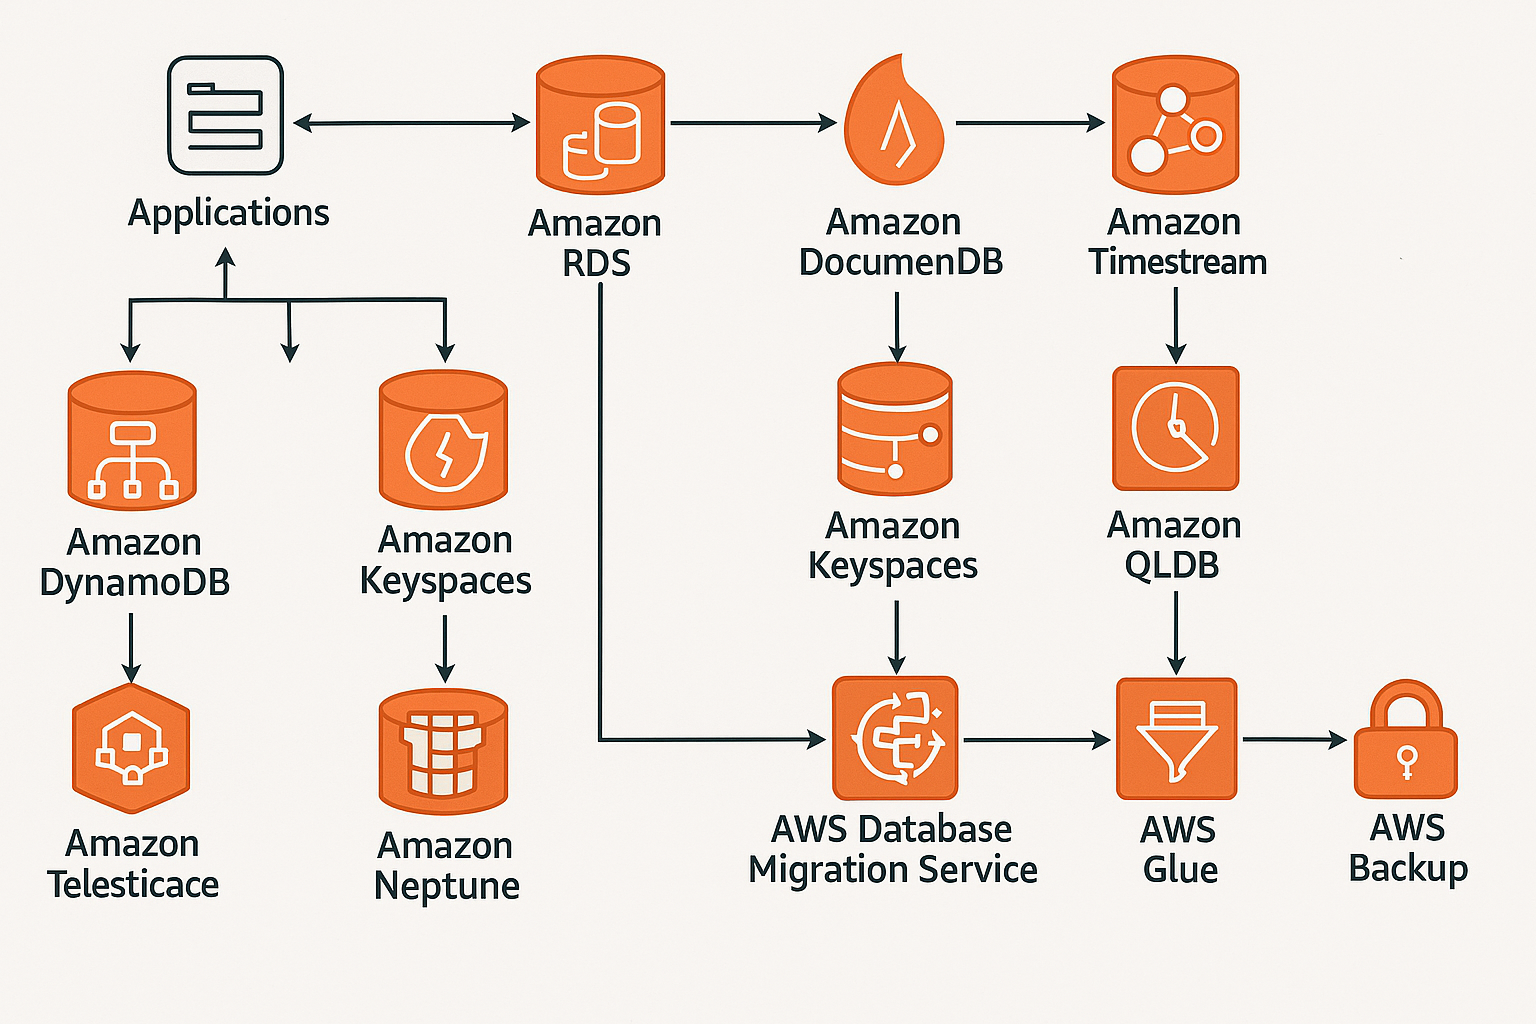 Applications
Amazon
RDS
Amazon
DocumenDB
Amazon
Timestream
Amazon
DynamoDB
Amazon
Keyspaces
Amazon
Keyspaces
Amazon
QLDB
Amazon
Telesticace
Amazon
Neptune
AWS Database
Migration Service
AWS
Glue
AWS
Backup